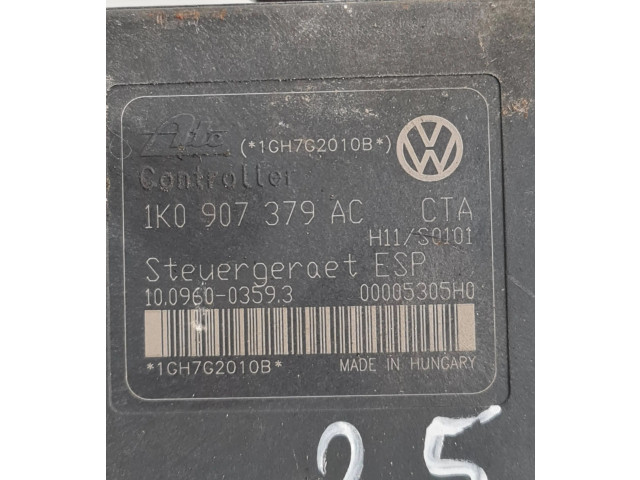 Ate (*1GH7G2010B*)
Controller
1K0 907 379 AC CTA
H11/S0101
Steuergeraet ESP
10.0960-0359.3 00005305H0
*1GH7G2010B* MADE IN HUNGARY
25